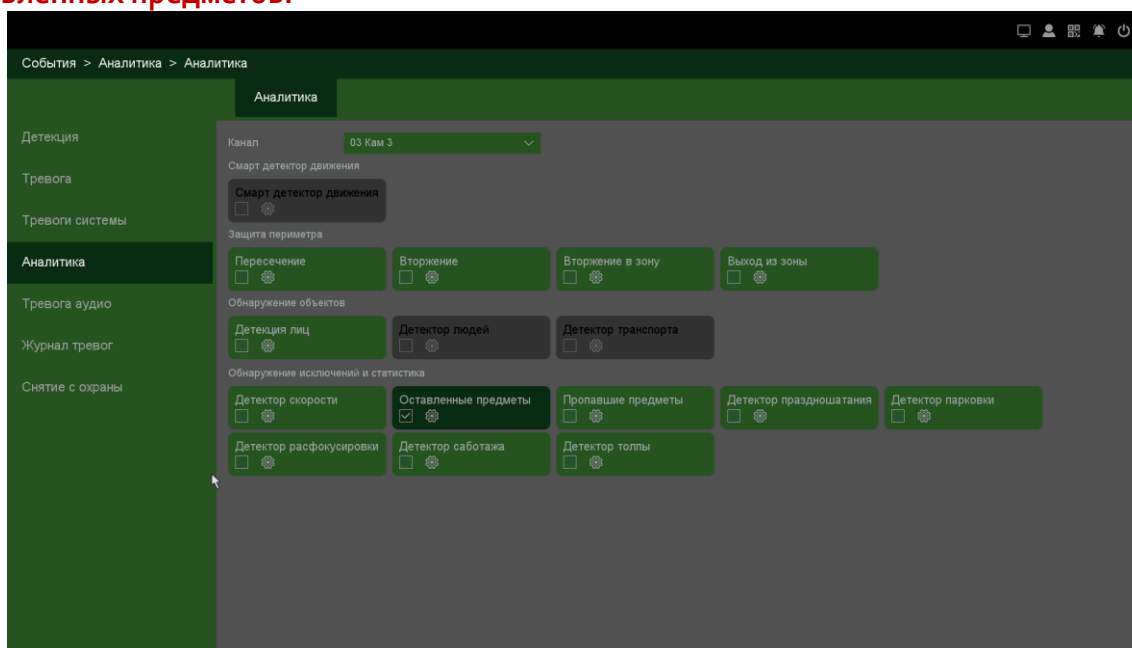 вленных предметов.
События > Аналитика > Аналитика
Аналитика
Детекция
Тревога
Тревоги системы
Аналитика
Тревога аудио
Журнал тревог
Снятие с охраны
Канал 03 Кам 3
Смарт детектор движения
Смарт детектор движения
Защита периметра
Пересечение Вторжение Вторжение в зону Выход из зоны
Обнаружение объектов
Детекция лиц Детектор людей Детектор транспорта
Обнаружение исключений и статистика
Детектор скорости Оставленные предметы Пропавшие предметы Детектор праздношатания Детектор парковки
Детектор расфокусировки Детектор саботажа Детектор толпы